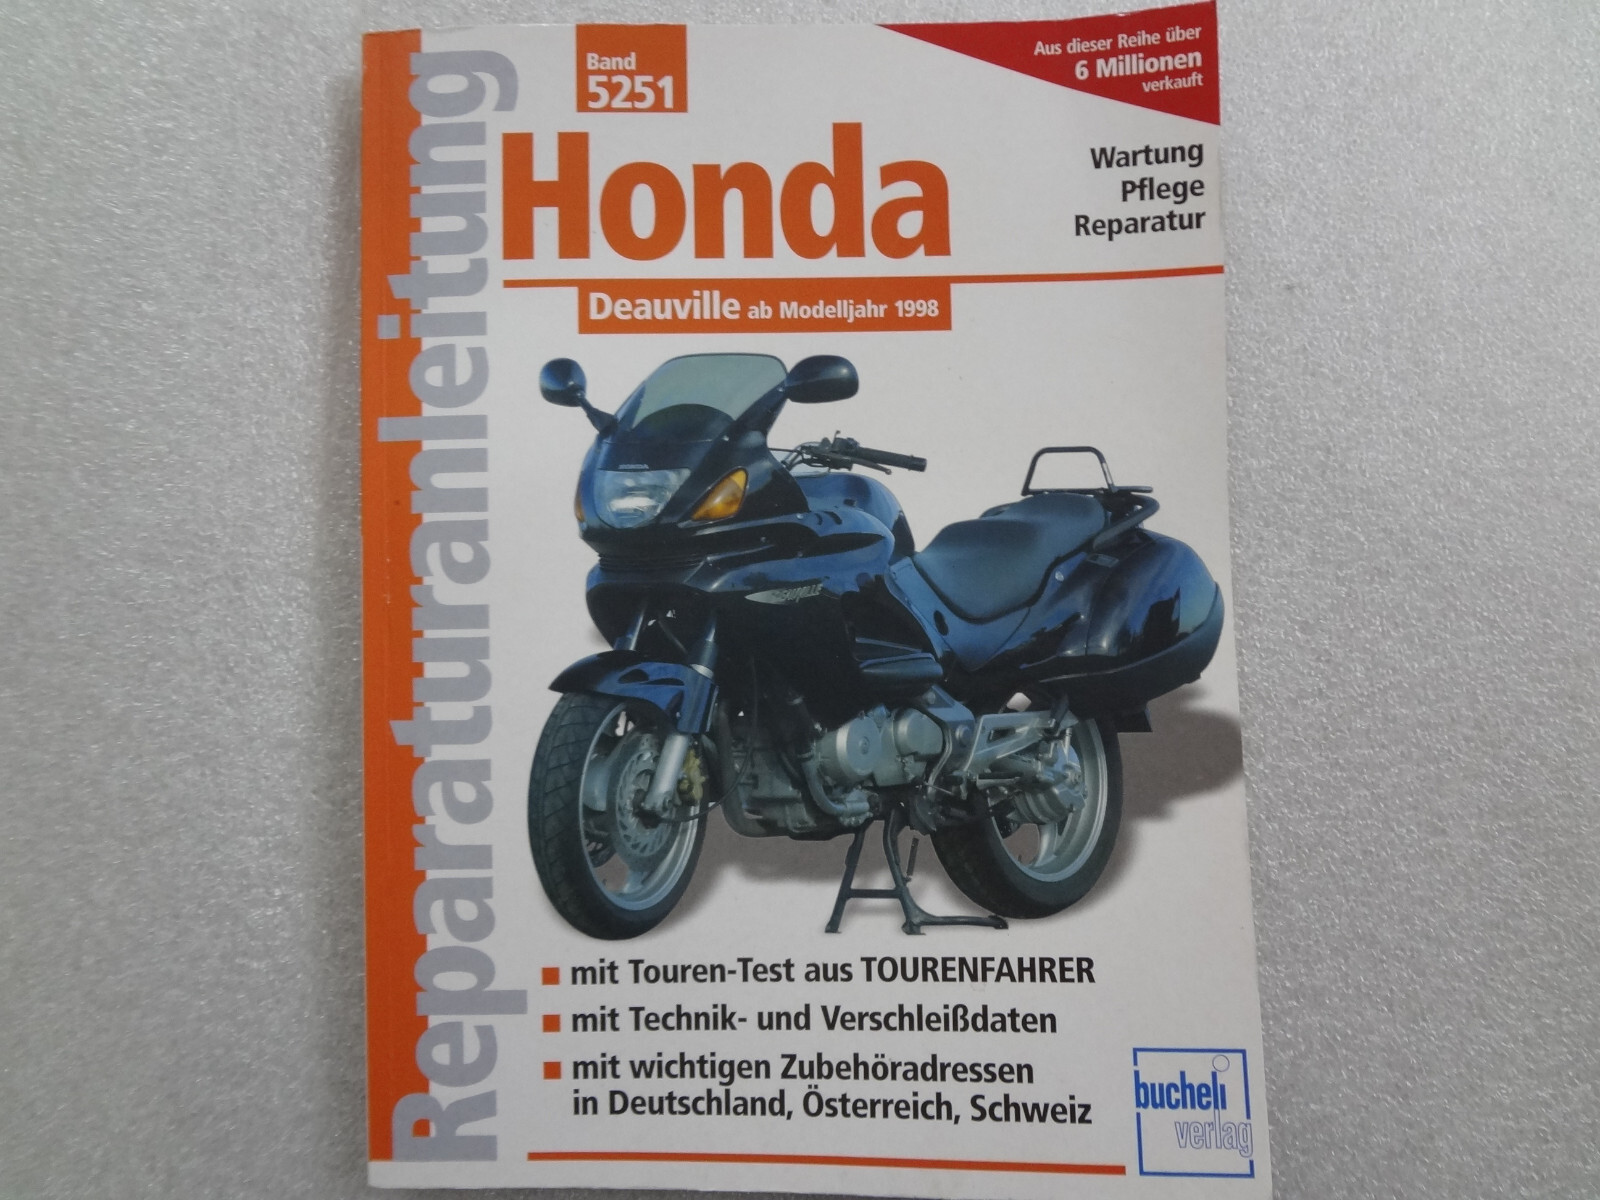 Reparaturanleitung
Band
5251
Aus dieser Reihe über
6 Millionen
verkauft
Honda
Wartung
Pflege
Reparatur
Deauville ab Modelljahr 1998
HONDA
DEAUVILLE
mit Touren-Test aus TOURENFAHRER
mit Technik- und Verschleißdaten
mit wichtigen Zubehöradressen
in Deutschland, Österreich, Schweiz
bucheli
verlag